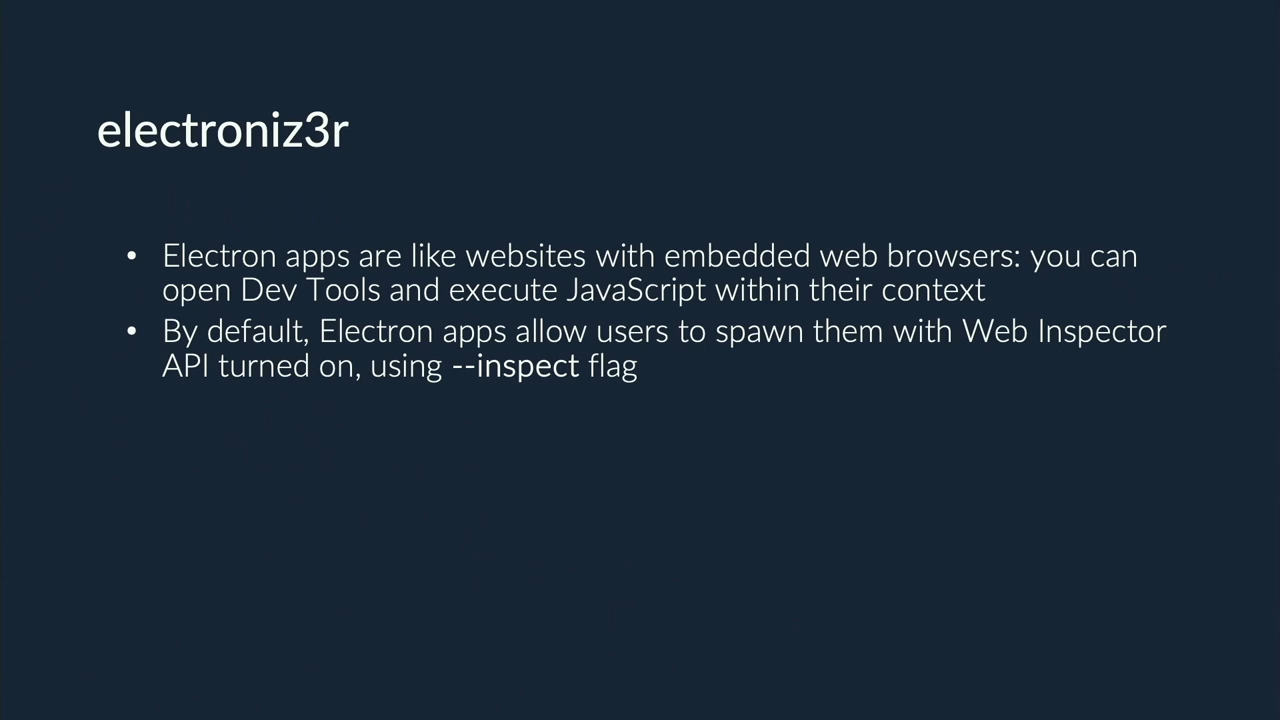 electroniz3r
• Electron apps are like websites with embedded web browsers: you can
open Dev Tools and execute JavaScript within their context
• By default, Electron apps allow users to spawn them with Web Inspector
API turned on, using --inspect flag